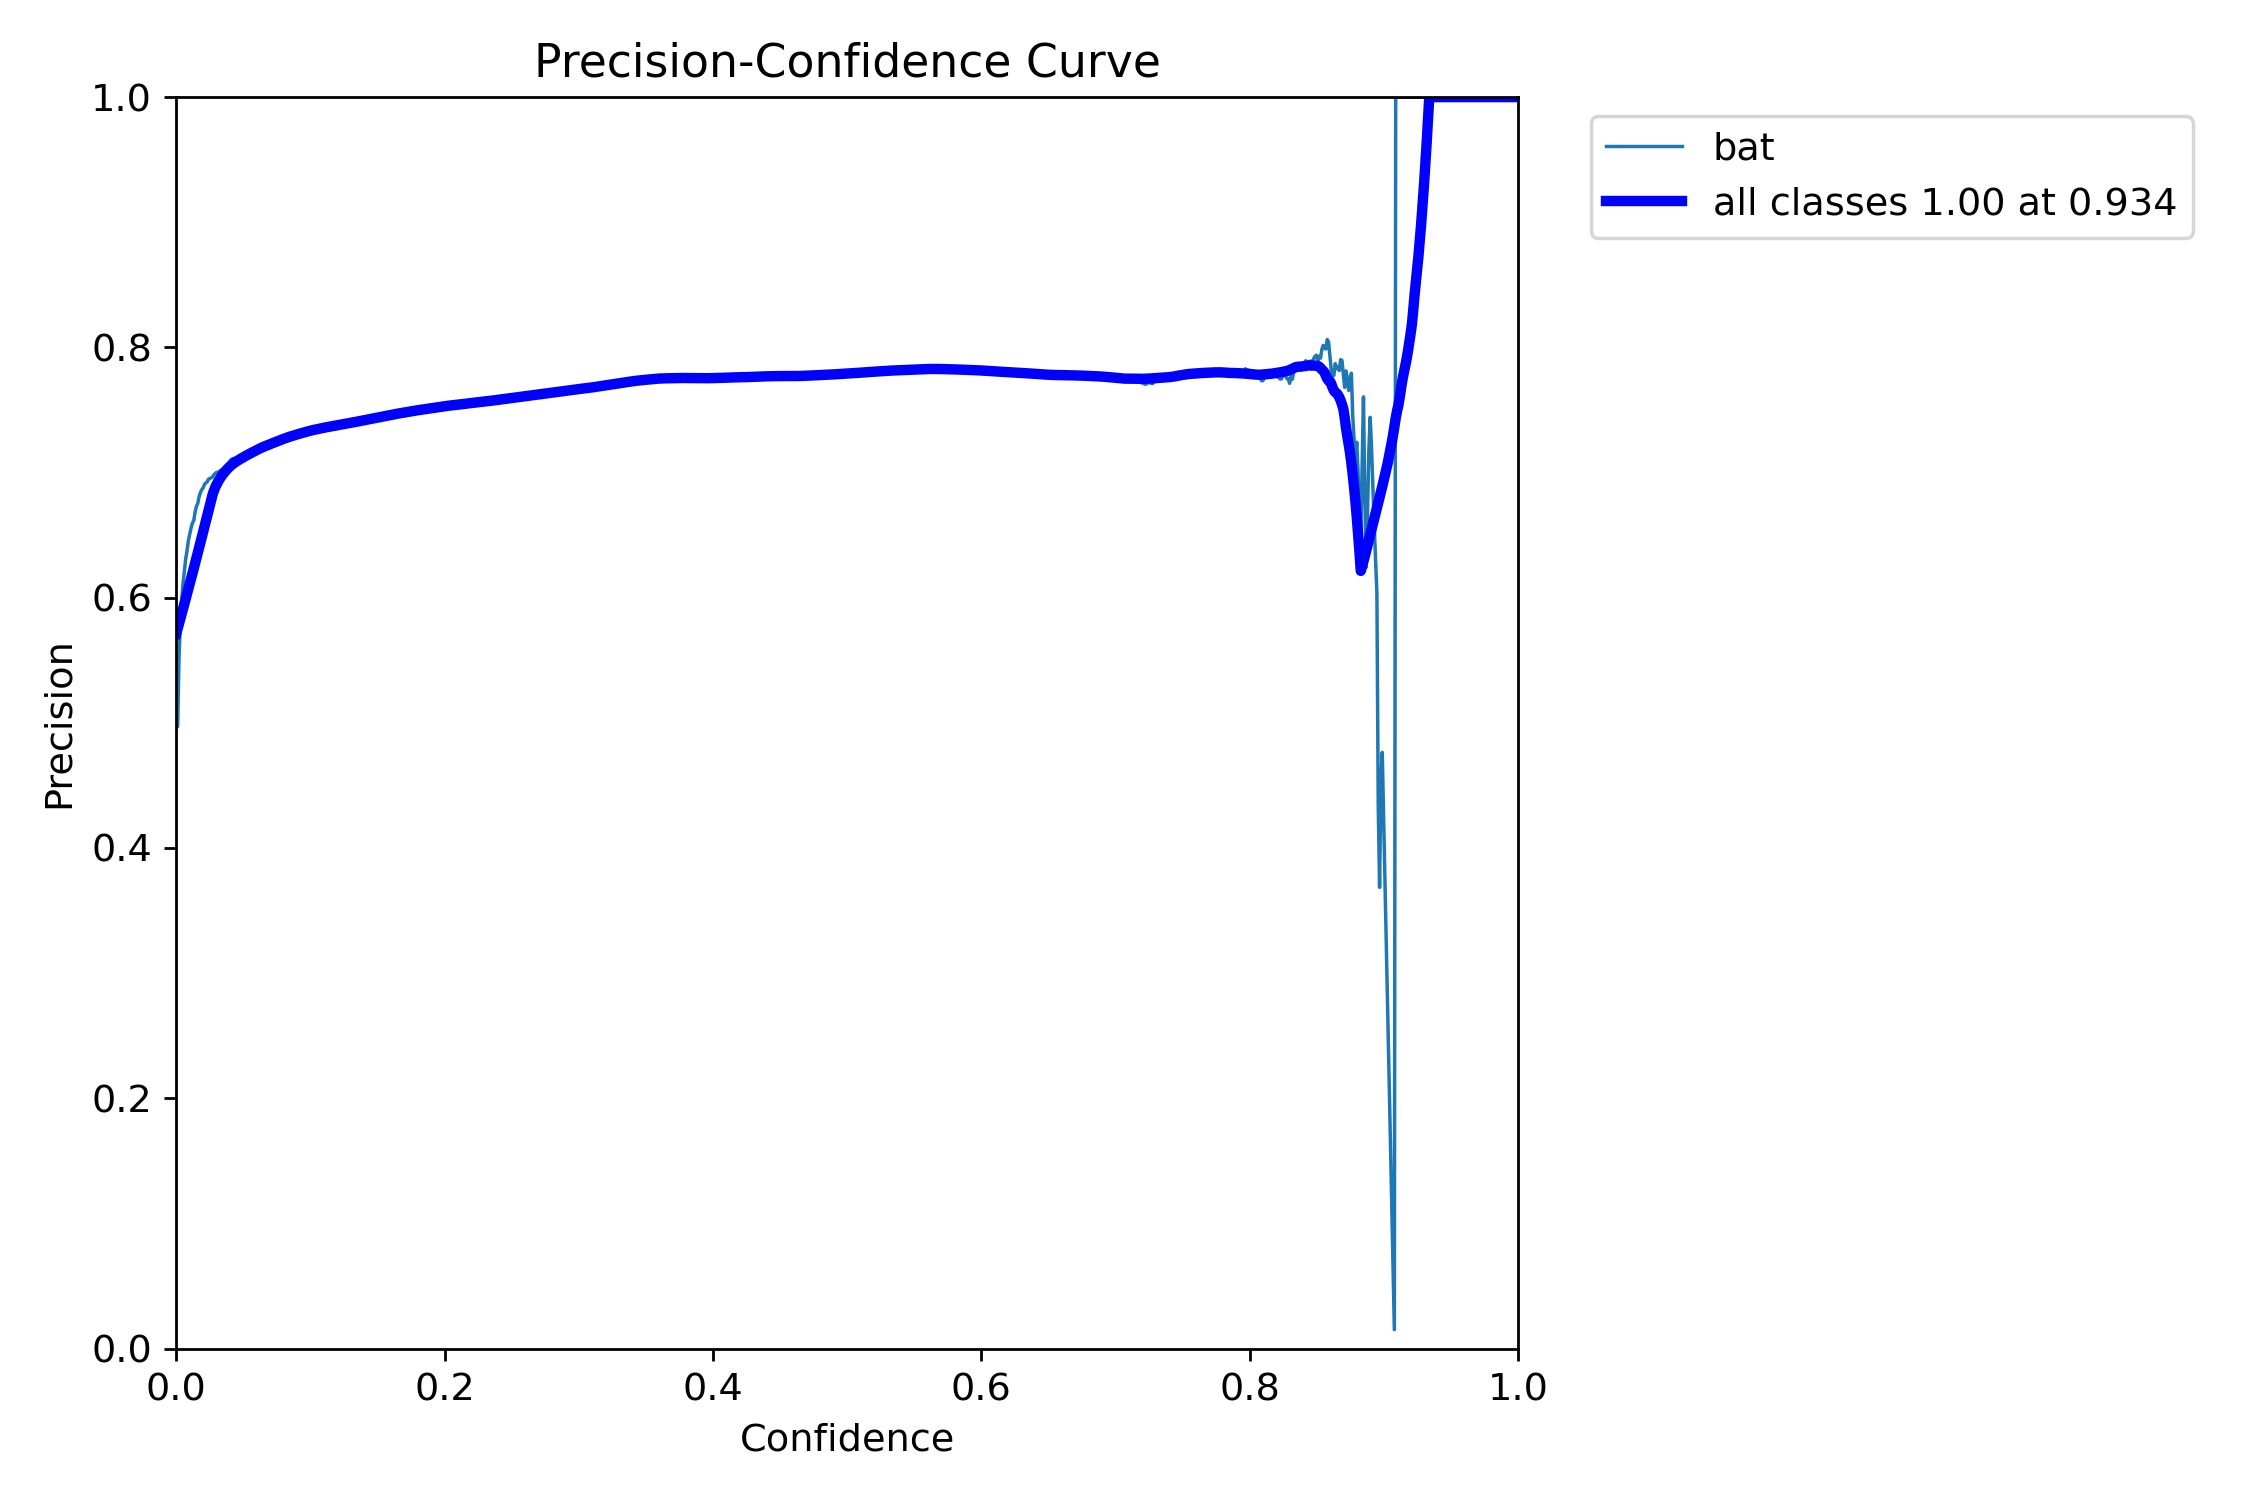 Precision-Confidence Curve
bat
all classes 1.00 at 0.934
1.0
0.8
0.6
0.4
0.2
0.0
Precision
0.0 0.2 0.4 0.6 0.8 1.0
Confidence